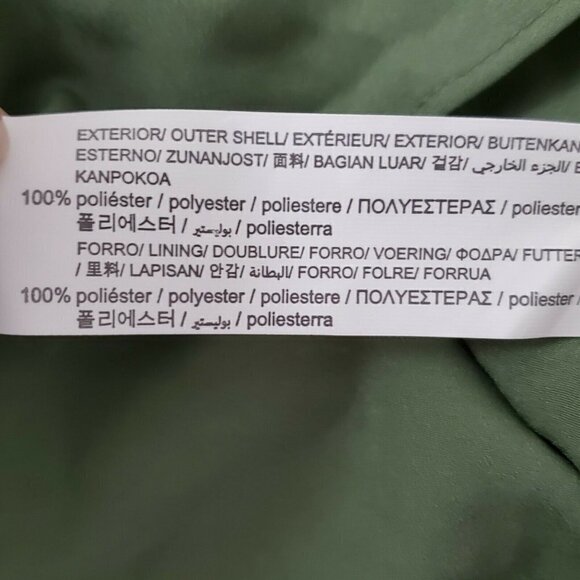 EXTERIOR/ OUTER SHELL/ EXTÉRIEUR/ EXTERIOR/ BUITENKAN
ESTERNO/ ZUNANJOST/ 面料/ BAGIAN LUAR/ 겉감/ الجزء الخارجي/ E
KANPOKOA
100% poliéster / polyester / poliestere / ΠΟΛΥΕΣΤΕΡΑΣ / poliester
폴리에스터 / بوليستير / poliesterra
FORRO/ LINING/ DOUBLURE/ FORRO/ VOERING/ ΦΟΔΡΑ/ FUTTER
/ 里料/ LAPISAN/ 안감/ البطانة/ FORRO/ FOLRE/ FORRUA
100% poliéster / polyester / poliestere / ΠΟΛΥΕΣΤΕΡΑΣ / poliester /
폴리에스터 / بوليستير / poliesterra